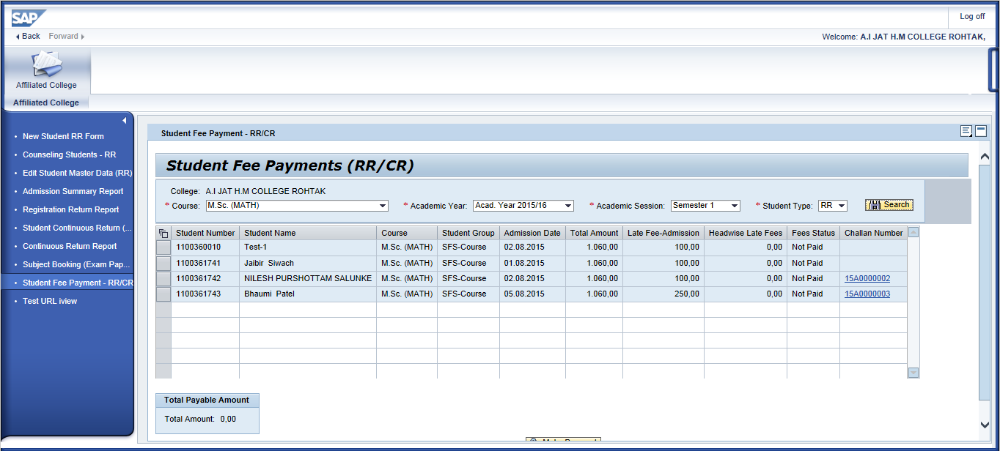 SAP
Log off
Back Forward
Welcome: A.I JAT H.M COLLEGE ROHTAK,
Affiliated College
Affiliated College
New Student RR Form
Counseling Students - RR
Edit Student Master Data (RR)
Admission Summary Report
Registration Return Report
Student Continuous Return (...
Continuous Return Report
Subject Booking (Exam Pap...
Student Fee Payment - RR/CR
Test URL iview
Student Fee Payment - RR/CR
Student Fee Payments (RR/CR)
College: A.I JAT H.M COLLEGE ROHTAK
* Course: M.Sc. (MATH) * Academic Year: Acad. Year 2015/16 * Academic Session: Semester 1 * Student Type: RR Search
Student Number Student Name Course Student Group Admission Date Total Amount Late Fee-Admission Headwise Late Fees Fees Status Challan Number
1100360010 Test-1 M.Sc. (MATH) SFS-Course 02.08.2015 1.060,00 100,00 0,00 Not Paid
1100361741 Jaibir Siwach M.Sc. (MATH) SFS-Course 01.08.2015 1.060,00 100,00 0,00 Not Paid
1100361742 NILESH PURSHOTTAM SALUNKE M.Sc. (MATH) SFS-Course 02.08.2015 1.060,00 100,00 0,00 Not Paid 15A0000002
1100361743 Bhaumi Patel M.Sc. (MATH) SFS-Course 05.08.2015 1.060,00 250,00 0,00 Not Paid 15A0000003
Total Payable Amount
Total Amount: 0,00